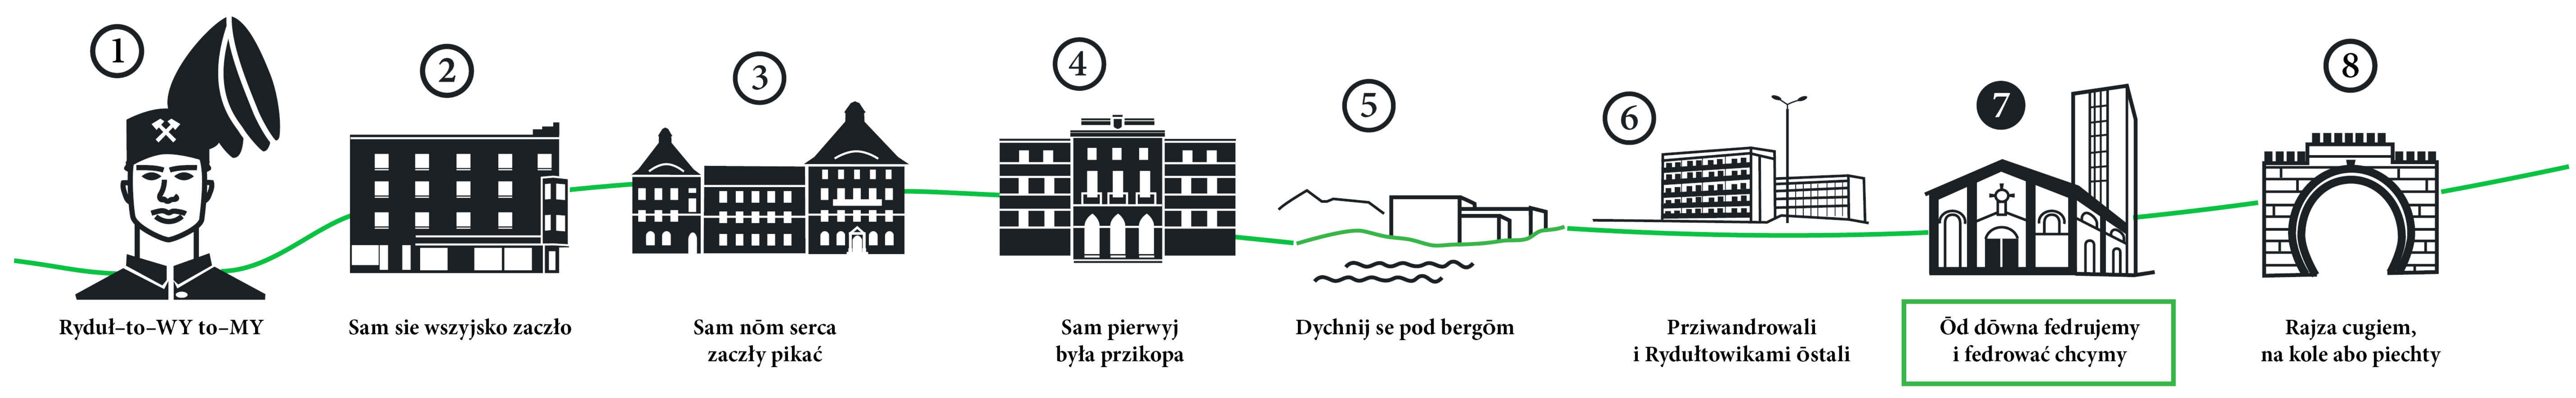 1
Ryduł–to–WY to–MY
2
Sam sie wszyjsko zaczło
3
Sam nōm serca
zaczły pikać
4
Sam pierwyj
była przikopa
5
Dychnij se pod bergōm
6
Prziwandrowali
i Rydułtowikami ōstali
7
Ōd dōwna fedrujemy
i fedrować chcymy
8
Rajza cugiem,
na kole abo piechty